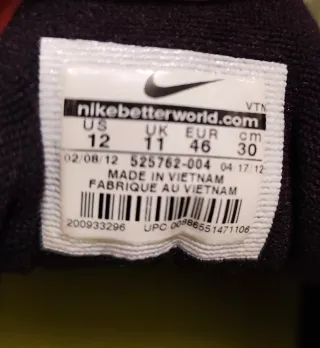 VTN
nikebetterworld.com
US UK EUR cm
12 11 46 30
02/08/12 525762-004 04/17/12
MADE IN VIETNAM
FABRIQUE AU VIETNAM
200933296 UPC 00886551471106